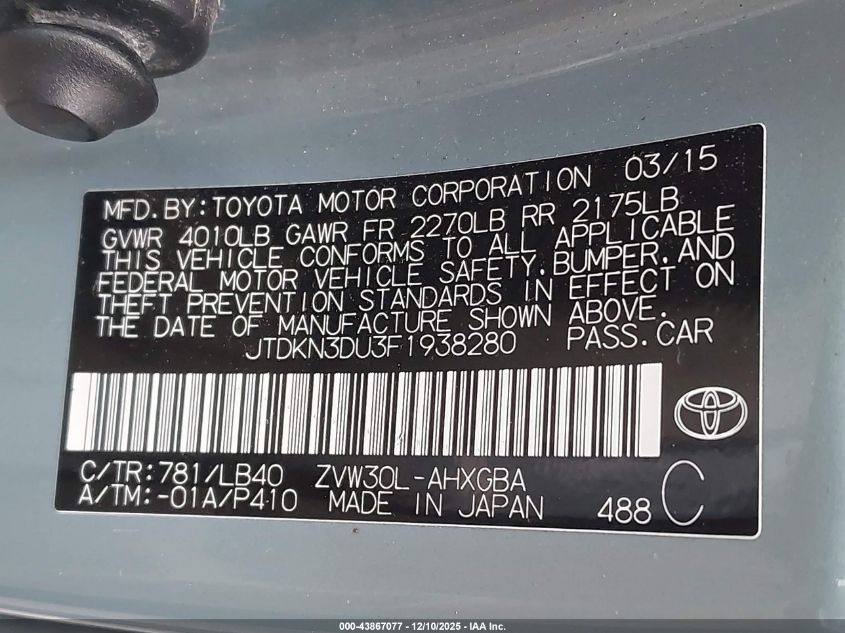 MFD. BY: TOYOTA MOTOR CORPORATION 03/15
GVWR 4010LB GAWR FR 2270LB RR 2175LB
THIS VEHICLE CONFORMS TO ALL APPLICABLE
FEDERAL MOTOR VEHICLE SAFETY, BUMPER, AND
THEFT PREVENTION STANDARDS IN EFFECT ON
THE DATE OF MANUFACTURE SHOWN ABOVE.
JTDKN3DU3F1938280 PASS. CAR
C/TR: 781/LB40 ZVW30L-AHXGBA
A/TM: -01A/P410 MADE IN JAPAN 488 C
000-43867077 - 12/10/2025 - IAA Inc.